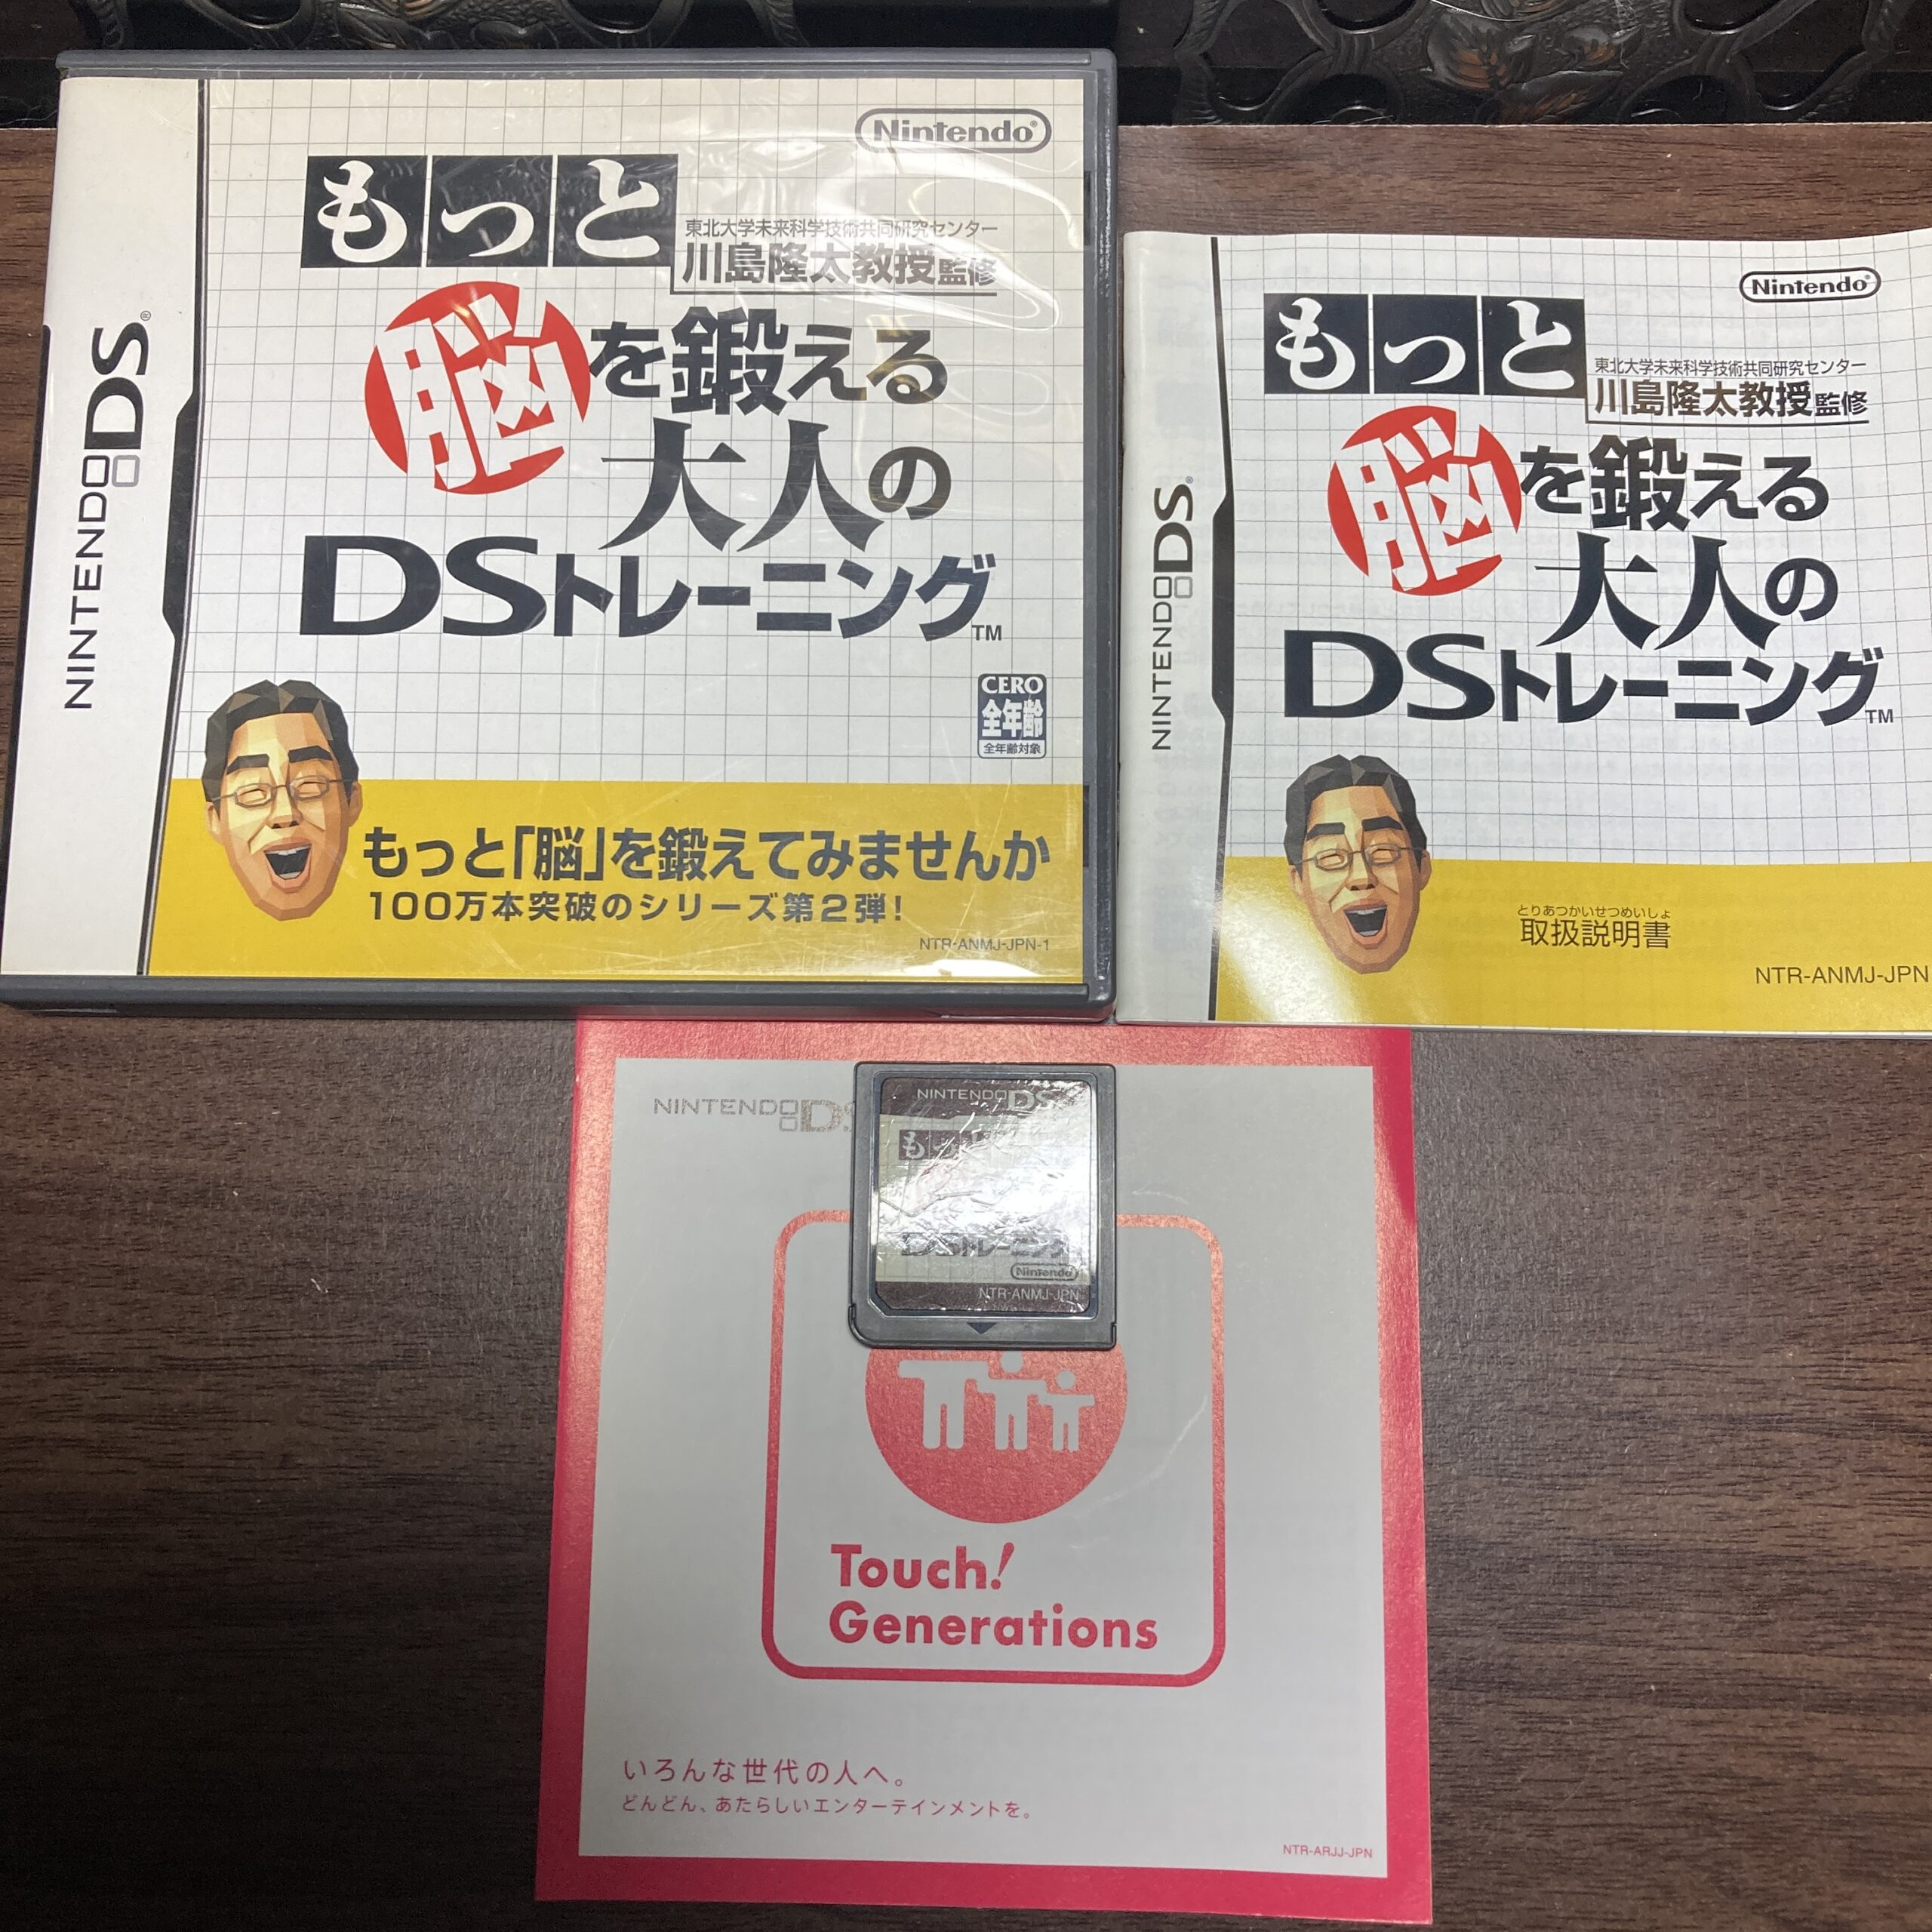 NINTENDO DS
Nintendo
もっと
東北大学未来科学技術共同研究センター
川島隆太教授監修
脳を鍛える
大人の
DSトレーニング™
CERO
全年齢
全年齢対象
もっと「脳」を鍛えてみませんか
100万本突破のシリーズ第2弾!
NTR-ANMJ-JPN-1
NINTENDO DS
Nintendo
もっと
東北大学未来科学技術共同研究センター
川島隆太教授監修
脳を鍛える
大人の
DSトレーニング™
とりあつかいせつめいしょ
取扱説明書
NTR-ANMJ-JPN
NINTENDO DS
NINTENDO DS
もっ
DSトレーニング
Nintendo
NTR-ANMJ-JPN
Touch!
Generations
いろんな世代の人へ。
どんどん、あたらしいエンターテインメントを。
NTR-ARJJ-JPN